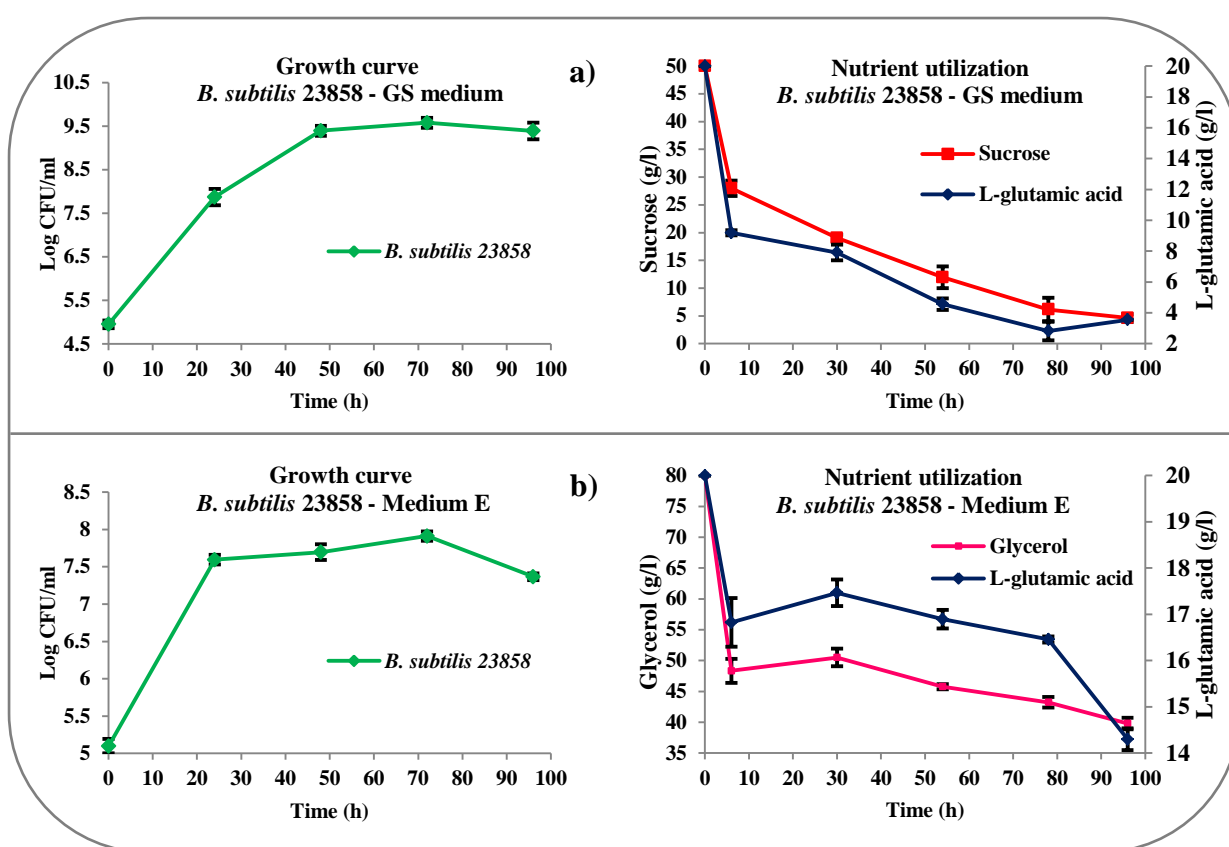 a)
Growth curve
B. subtilis 23858 - GS medium
Log CFU/ml
10.5
9.5
8.5
7.5
6.5
5.5
4.5
B. subtilis 23858
0 10 20 30 40 50 60 70 80 90 100
Time (h)
Nutrient utilization
B. subtilis 23858 - GS medium
Sucrose (g/l)
50
45
40
35
30
25
20
15
10
5
0
Sucrose
L-glutamic acid
20
18
16
14
12
10
8
6
4
2
L-glutamic acid (g/l)
0 10 20 30 40 50 60 70 80 90 100
Time (h)
b)
Growth curve
B. subtilis 23858 - Medium E
Log CFU/ml
8.5
8
7.5
7
6.5
6
5.5
5
B. subtilis 23858
0 10 20 30 40 50 60 70 80 90 100
Time (h)
Nutrient utilization
B. subtilis 23858 - Medium E
Glycerol (g/l)
80
75
70
65
60
55
50
45
40
35
Glycerol
L-glutamic acid
20
19
18
17
16
15
14
L-glutamic acid (g/l)
0 10 20 30 40 50 60 70 80 90 100
Time (h)